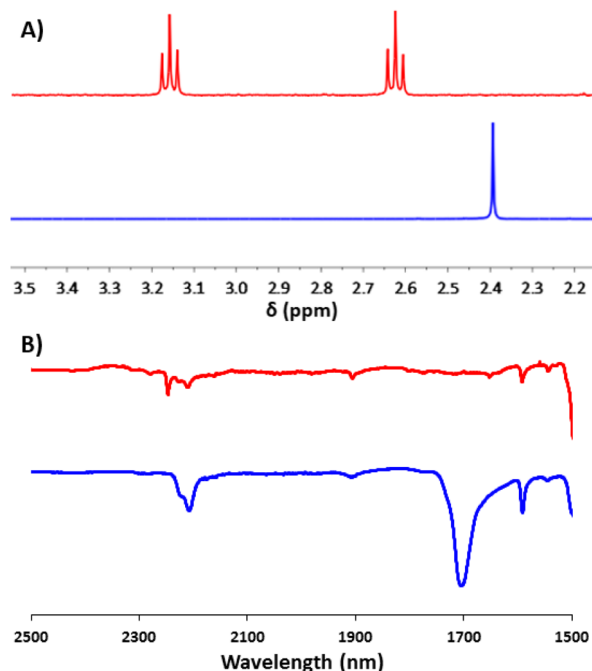 A)
3.5 3.4 3.3 3.2 3.1 3.0 2.9 2.8 2.7 2.6 2.5 2.4 2.3 2.2
δ (ppm)
B)
2500 2300 2100 1900 1700 1500
Wavelength (nm)